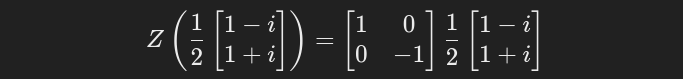 Z ( 1/2 [ 1 − i ; 1 + i ] ) = [ 1 0 ; 0 −1 ] 1/2 [ 1 − i ; 1 + i ]